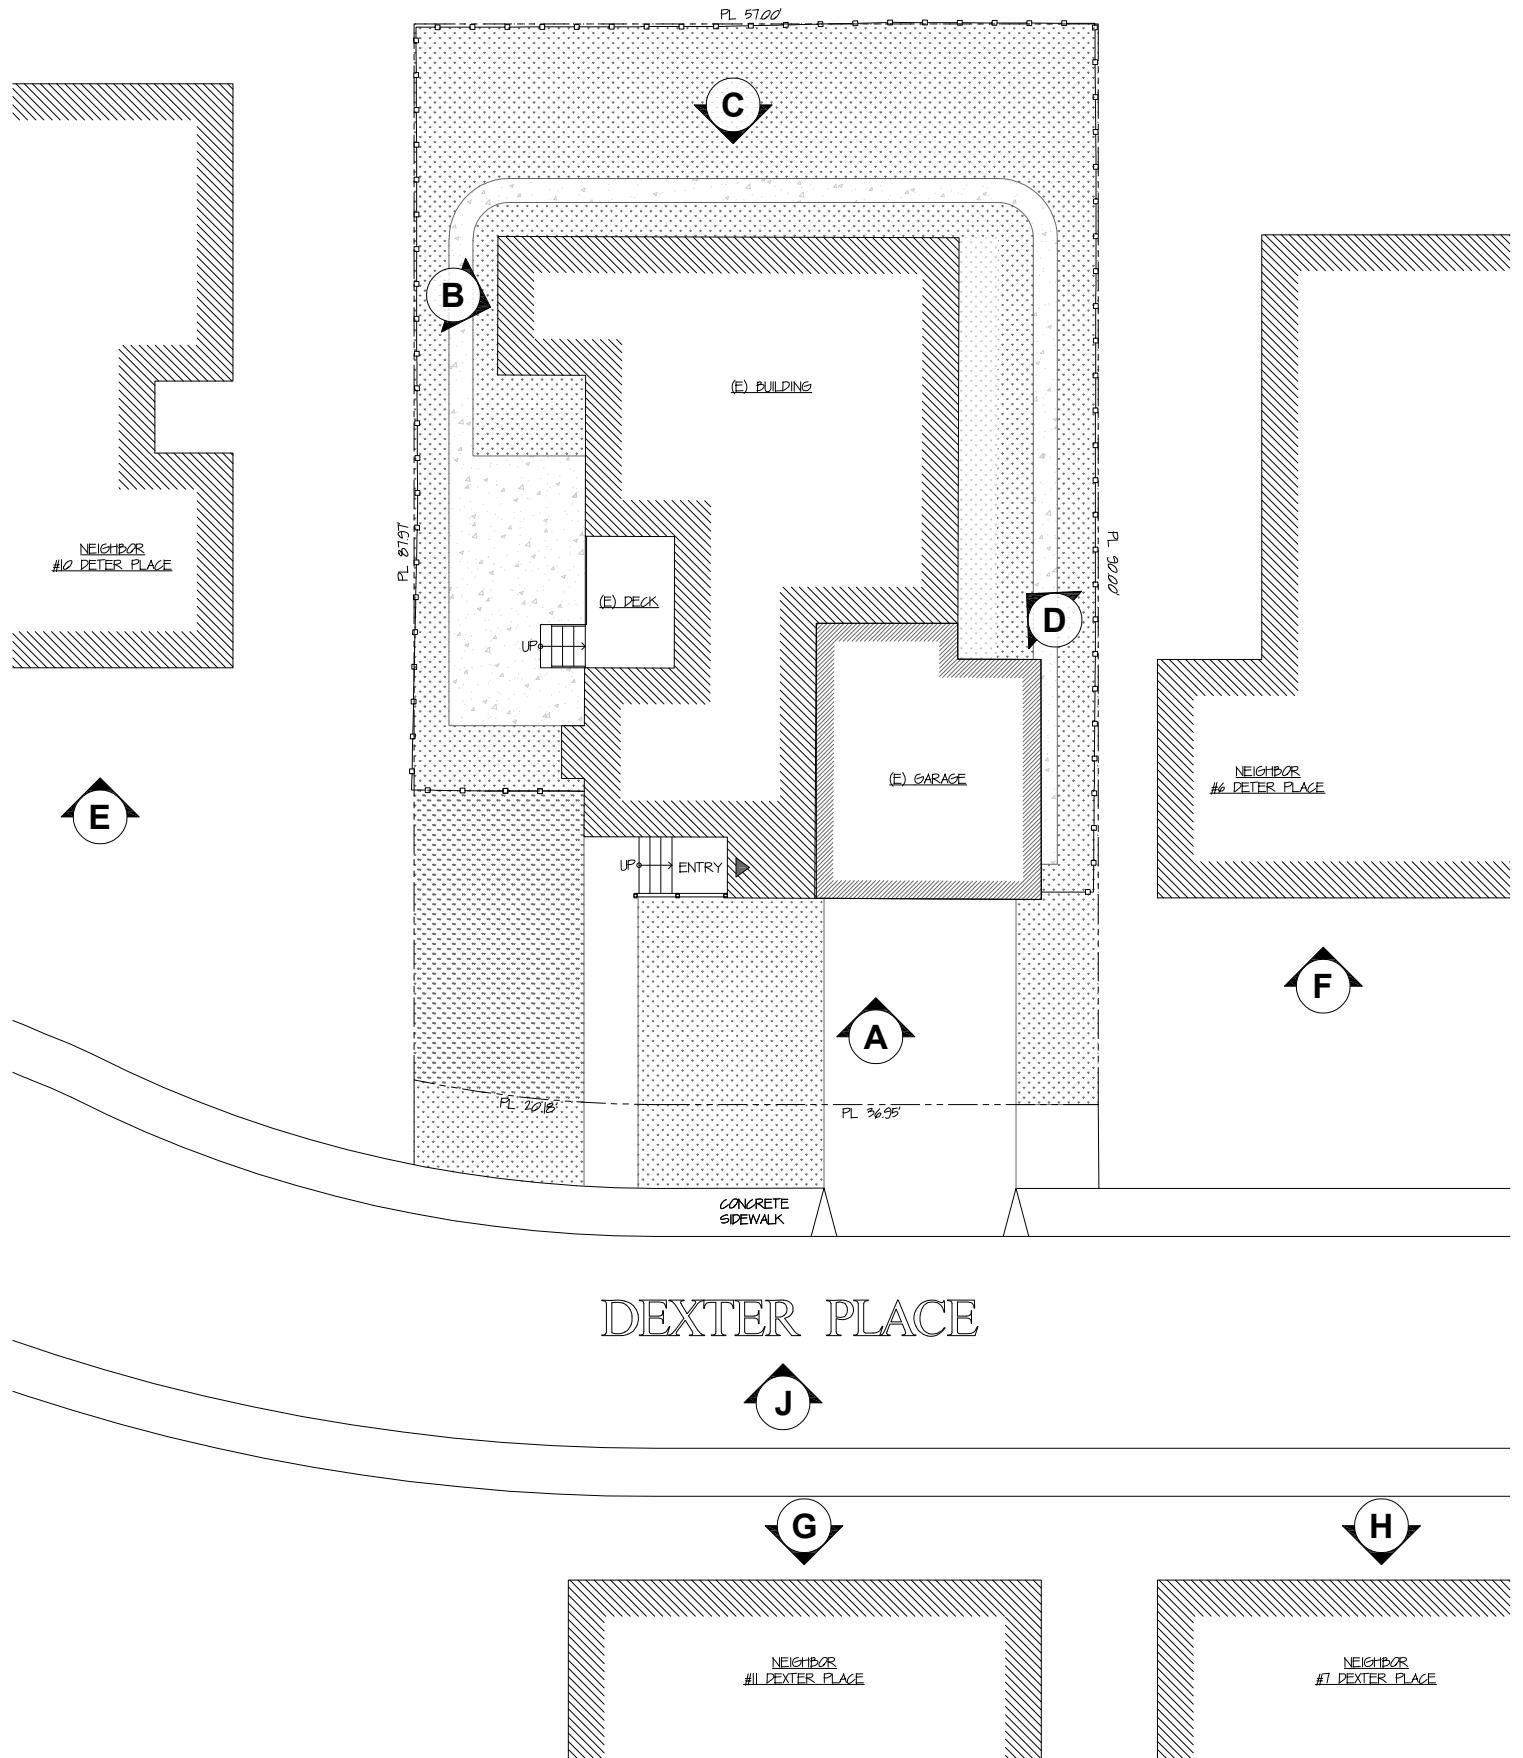 PL 57.00'
C
B
(E) BUILDING
PL 87.97'
PL 90.00'
NEIGHBOR
#10 DETER PLACE
(E) DECK
D
UP
NEIGHBOR
#6 DETER PLACE
(E) GARAGE
E
UP
ENTRY
F
A
PL 20.18'
PL 36.95'
CONCRETE
SIDEWALK
DEXTER PLACE
J
G
H
NEIGHBOR
#11 DEXTER PLACE
NEIGHBOR
#7 DEXTER PLACE